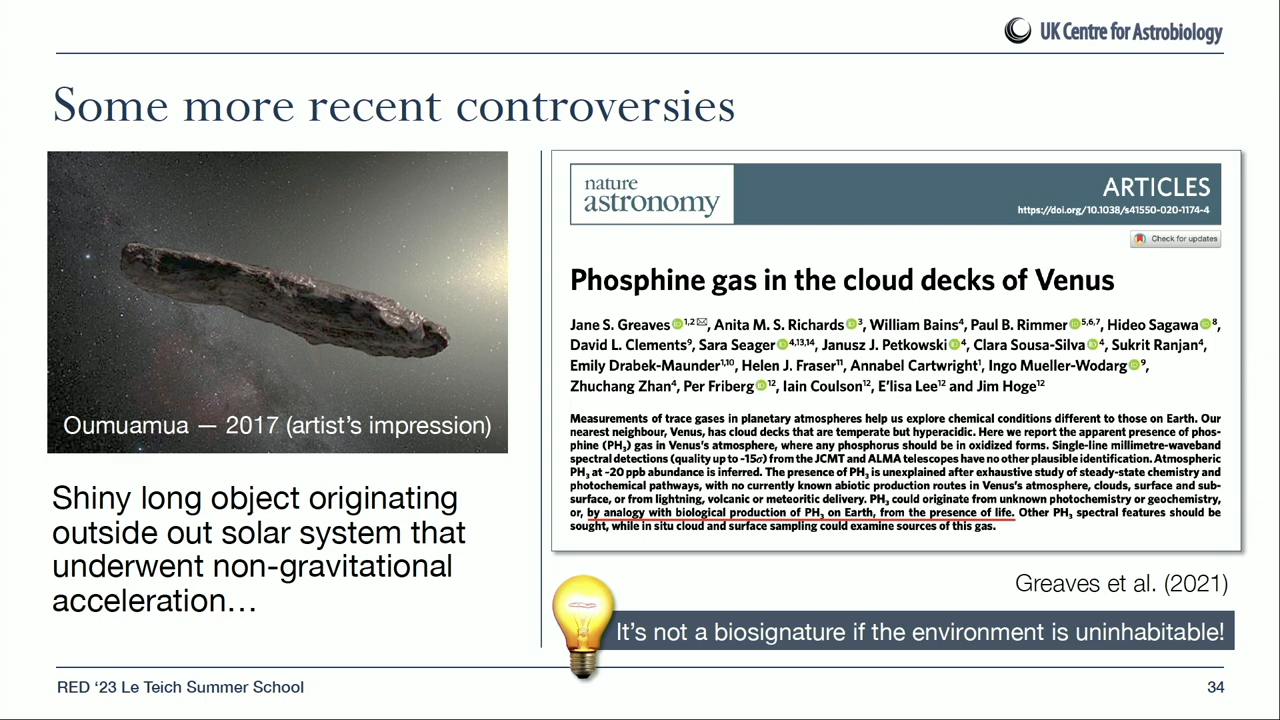 UK Centre for Astrobiology
Some more recent controversies
Oumuamua — 2017 (artist's impression)
Shiny long object originating
outside out solar system that
underwent non-gravitational
acceleration…
nature
astronomy
ARTICLES
https://doi.org/10.1038/s41550-020-1174-4
Check for updates
Phosphine gas in the cloud decks of Venus
Jane S. Greaves 1,2✉, Anita M. S. Richards 3, William Bains4, Paul B. Rimmer 5,6,7, Hideo Sagawa 8,
David L. Clements9, Sara Seager 4,13,14, Janusz J. Petkowski 4, Clara Sousa-Silva 4, Sukrit Ranjan4,
Emily Drabek-Maunder1,10, Helen J. Fraser11, Annabel Cartwright1, Ingo Mueller-Wodarg 9,
Zhuchang Zhan4, Per Friberg 12, Iain Coulson12, E'lisa Lee12 and Jim Hoge12
Measurements of trace gases in planetary atmospheres help us explore chemical conditions different to those on Earth. Our
nearest neighbour, Venus, has cloud decks that are temperate but hyperacidic. Here we report the apparent presence of phos-
phine (PH3) gas in Venus's atmosphere, where any phosphorus should be in oxidized forms. Single-line millimetre-waveband
spectral detections (quality up to ~15σ) from the JCMT and ALMA telescopes have no other plausible identification. Atmospheric
PH3 at ~20 ppb abundance is inferred. The presence of PH3 is unexplained after exhaustive study of steady-state chemistry and
photochemical pathways, with no currently known abiotic production routes in Venus's atmosphere, clouds, surface and sub-
surface, or from lightning, volcanic or meteoritic delivery. PH3 could originate from unknown photochemistry or geochemistry,
or, by analogy with biological production of PH3 on Earth, from the presence of life. Other PH3 spectral features should be
sought, while in situ cloud and surface sampling could examine sources of this gas.
Greaves et al. (2021)
It's not a biosignature if the environment is uninhabitable!
RED '23 Le Teich Summer School
34